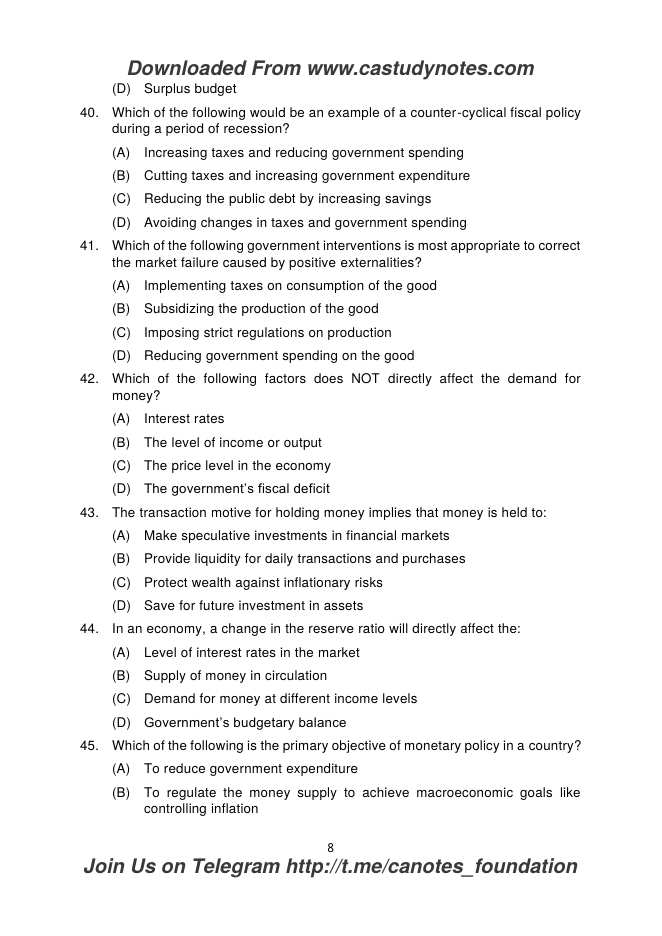 Downloaded From www.castudynotes.com
(D) Surplus budget
40. Which of the following would be an example of a counter-cyclical fiscal policy
during a period of recession?
(A) Increasing taxes and reducing government spending
(B) Cutting taxes and increasing government expenditure
(C) Reducing the public debt by increasing savings
(D) Avoiding changes in taxes and government spending
41. Which of the following government interventions is most appropriate to correct
the market failure caused by positive externalities?
(A) Implementing taxes on consumption of the good
(B) Subsidizing the production of the good
(C) Imposing strict regulations on production
(D) Reducing government spending on the good
42. Which of the following factors does NOT directly affect the demand for
money?
(A) Interest rates
(B) The level of income or output
(C) The price level in the economy
(D) The government's fiscal deficit
43. The transaction motive for holding money implies that money is held to:
(A) Make speculative investments in financial markets
(B) Provide liquidity for daily transactions and purchases
(C) Protect wealth against inflationary risks
(D) Save for future investment in assets
44. In an economy, a change in the reserve ratio will directly affect the:
(A) Level of interest rates in the market
(B) Supply of money in circulation
(C) Demand for money at different income levels
(D) Government's budgetary balance
45. Which of the following is the primary objective of monetary policy in a country?
(A) To reduce government expenditure
(B) To regulate the money supply to achieve macroeconomic goals like
controlling inflation
8
Join Us on Telegram http://t.me/canotes_foundation